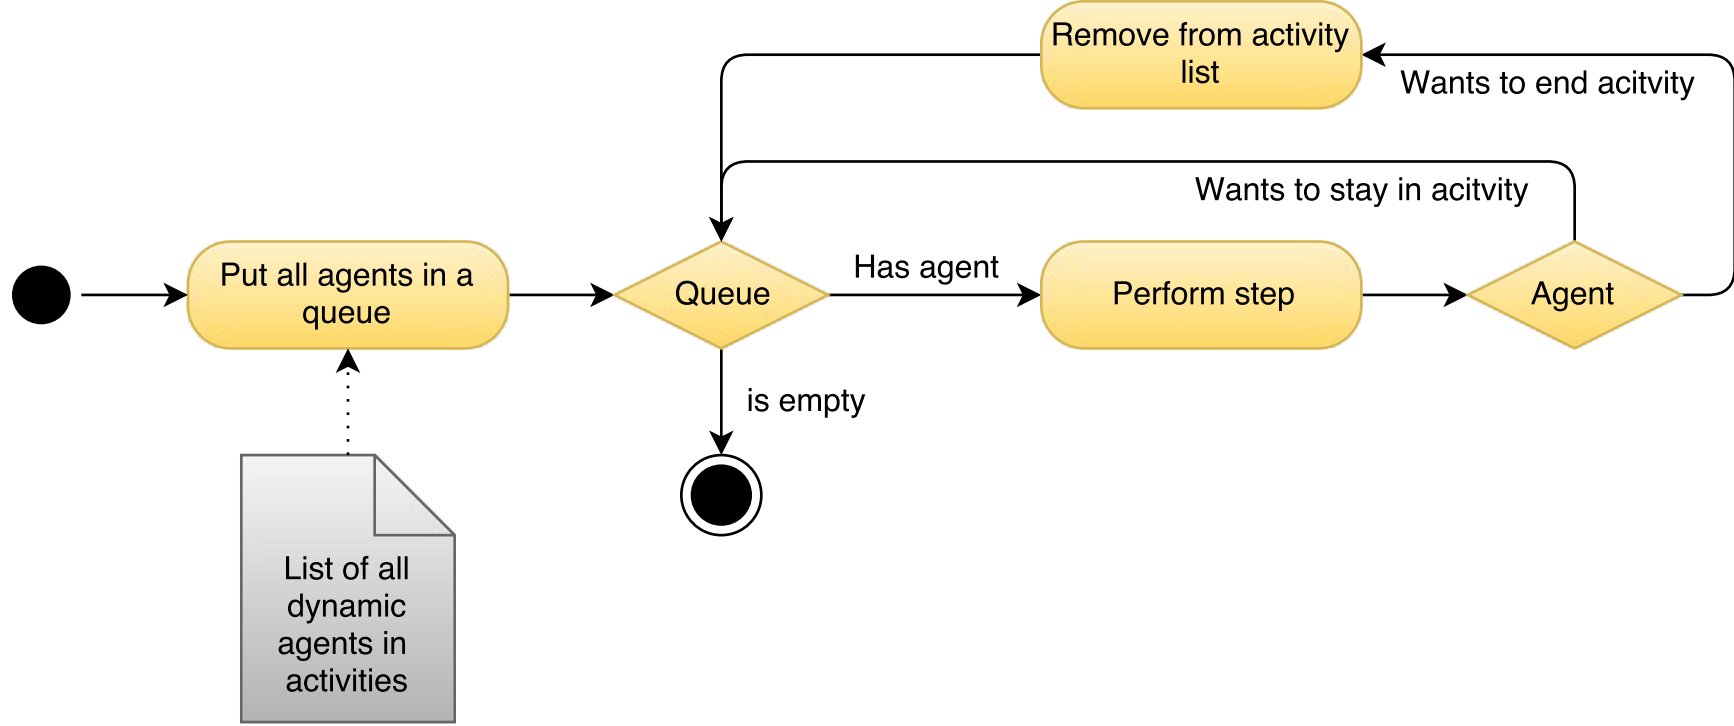 Remove from activity
list
Wants to end acitvity
Wants to stay in acitvity
Put all agents in a
queue
Queue
Has agent
Perform step
Agent
is empty
List of all
dynamic
agents in
activities